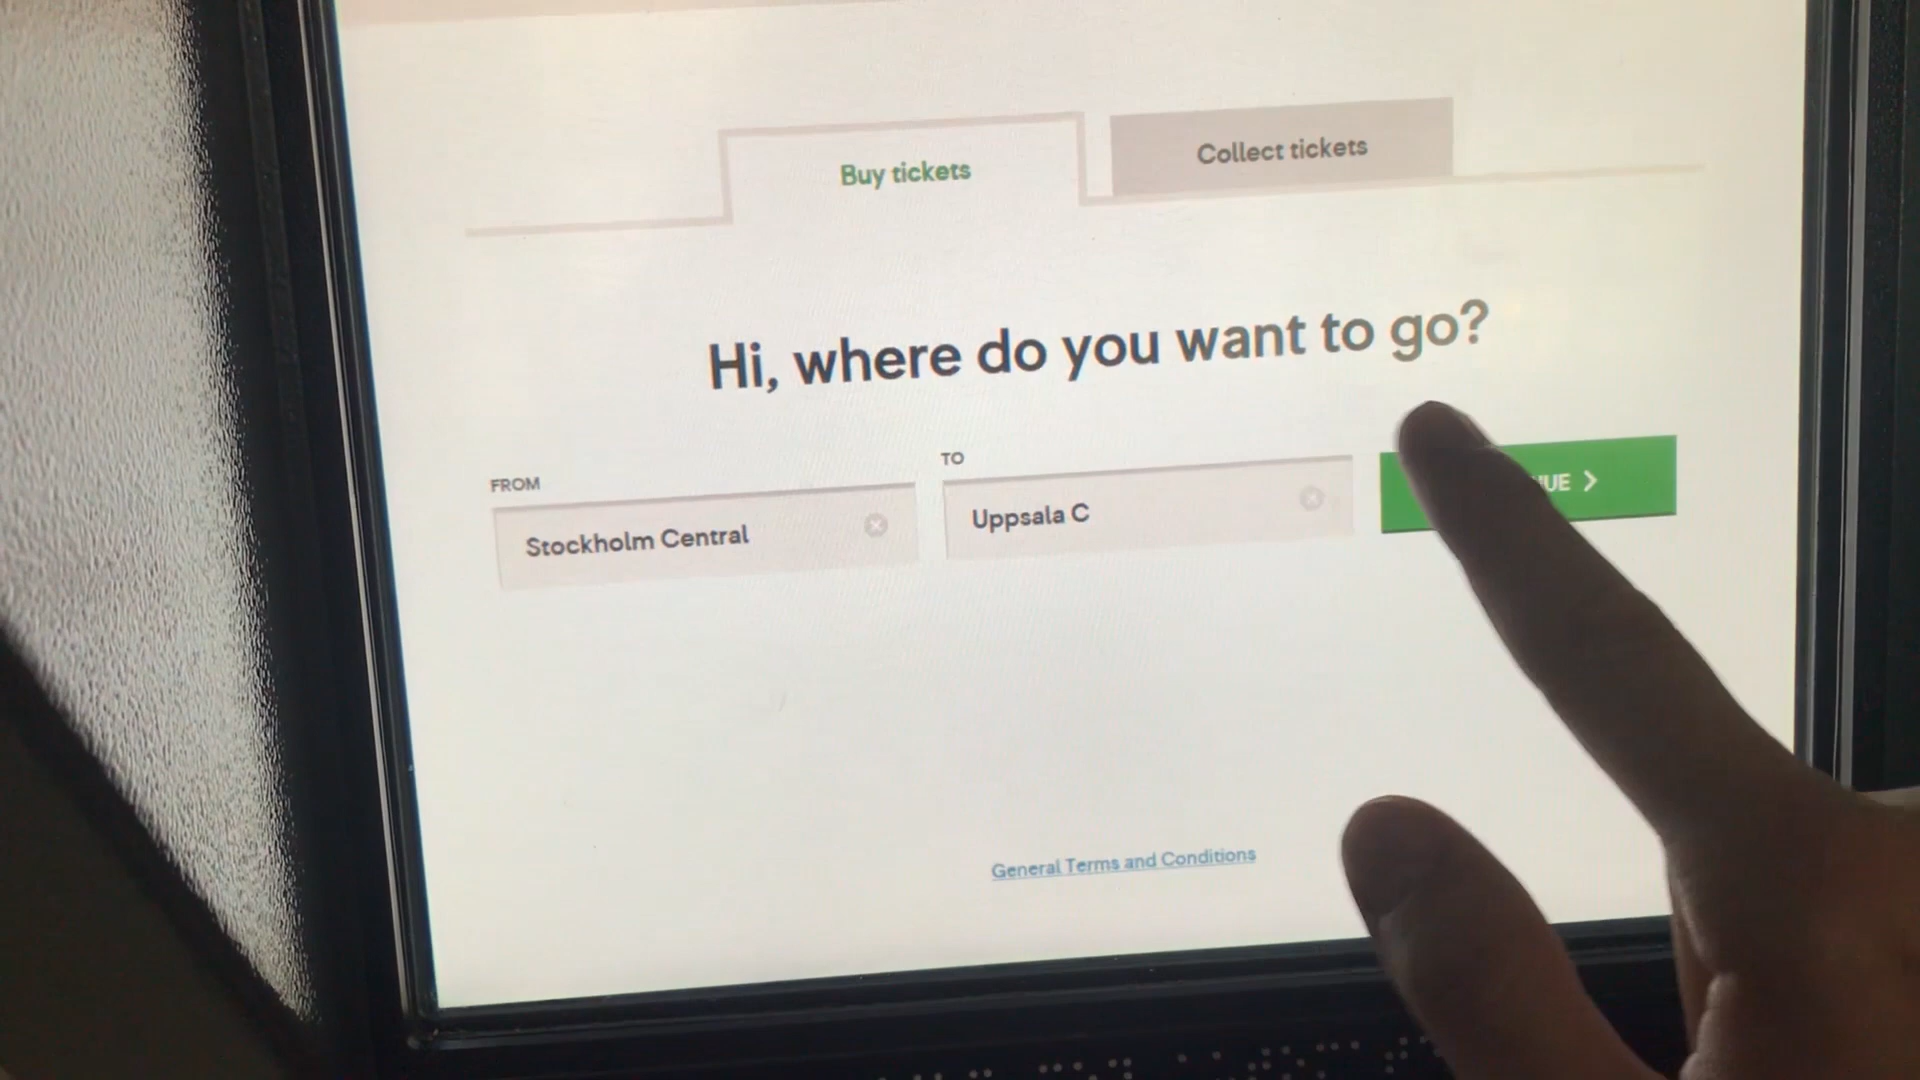 Buy tickets
Collect tickets
Hi, where do you want to go?
FROM
TO
Stockholm Central
Uppsala C
UE
General Terms and Conditions